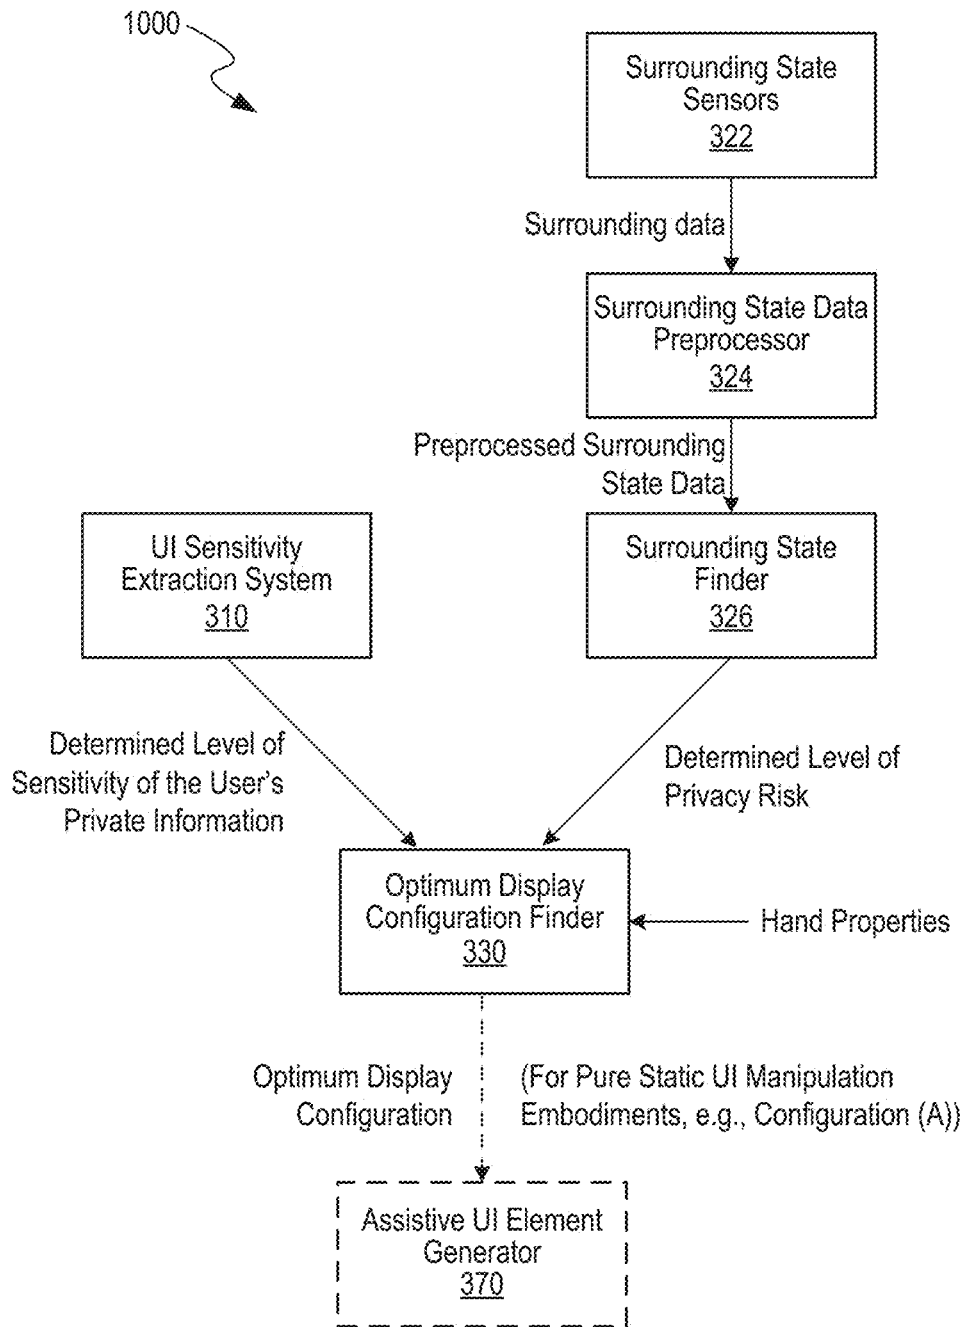 1000
Surrounding State
Sensors
322
Surrounding data
Surrounding State Data
Preprocessor
324
Preprocessed Surrounding
State Data
UI Sensitivity
Extraction System
310
Surrounding State
Finder
326
Determined Level of
Sensitivity of the User's
Private Information
Determined Level of
Privacy Risk
Optimum Display
Configuration Finder
330
Hand Properties
Optimum Display
Configuration
(For Pure Static UI Manipulation
Embodiments, e.g., Configuration (A))
Assistive UI Element
Generator
370